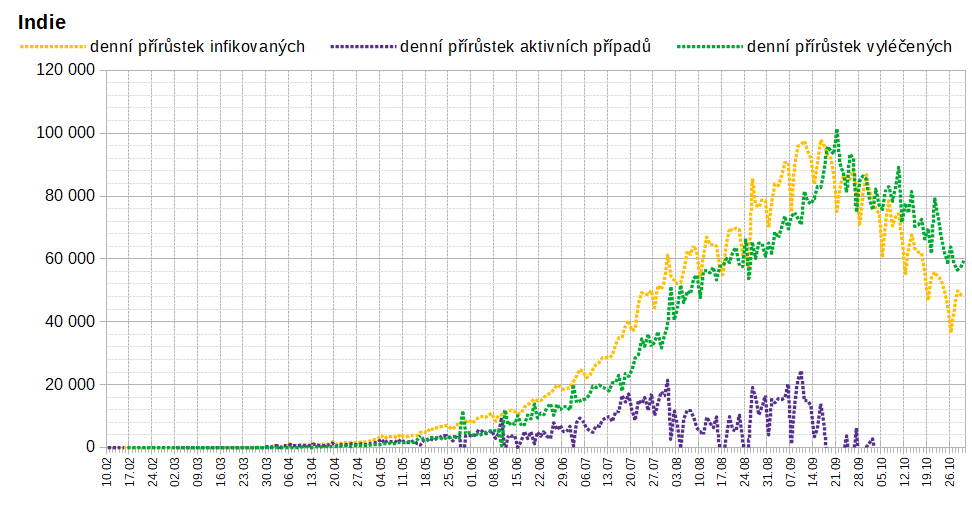 Indie
denní přírůstek infikovaných denní přírůstek aktivních případů denní přírůstek vyléčených
120 000
100 000
80 000
60 000
40 000
20 000
0
10.02 17.02 24.02 02.03 09.03 16.03 23.03 30.03 06.04 13.04 20.04 27.04 04.05 11.05 18.05 25.05 01.06 08.06 15.06 22.06 29.06 06.07 13.07 20.07 27.07 03.08 10.08 17.08 24.08 31.08 07.09 14.09 21.09 28.09 05.10 12.10 19.10 26.10